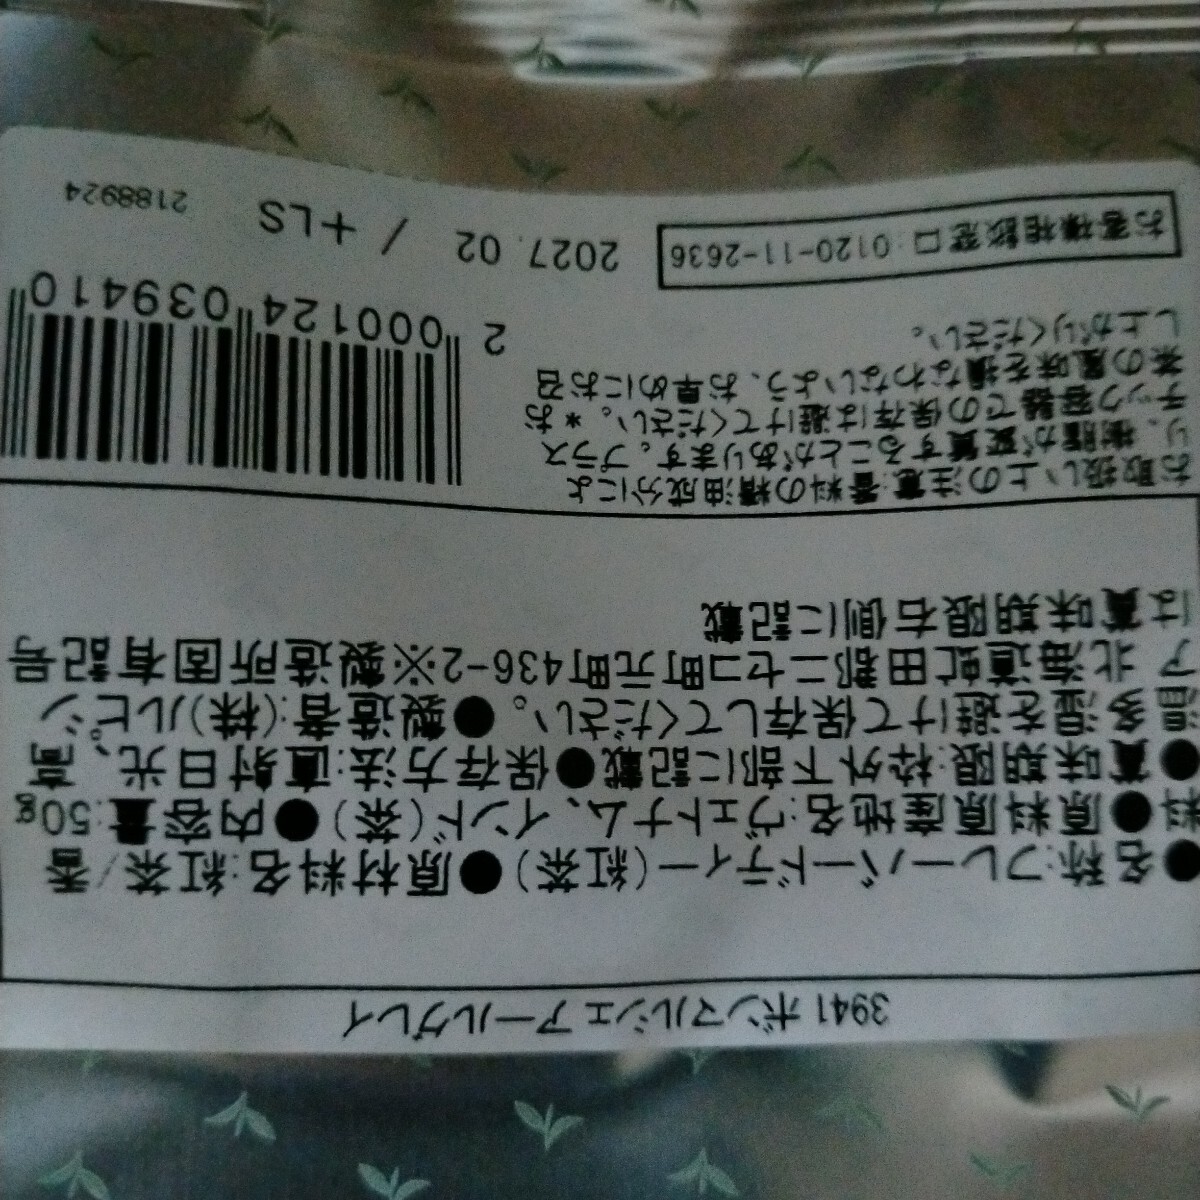 3941 ボンマルシェ アールグレイ
●名称:フレーバードティー(紅茶)●原材料名:紅茶/香
料●原料原産地名:ヴェトナム、インド(茶)●内容量:50g
●賞味期限:枠外下部に記載●保存方法:直射日光、高
温多湿を避けて保存してください。●製造者:(株)ルピシ
ア 北海道虻田郡ニセコ町元町436-2※製造所固有記号
は賞味期限右側に記載
お取扱い上の注意:香料の精油成分によ
り、樹脂が変質することがあります。プラス
チック容器での保存は避けてください。*お
茶の風味を損なわないよう、お早めにお召
し上がりください。
2 000124 039410
お客様相談窓口:0120-11-2636
2027.02 / +LS
2188924